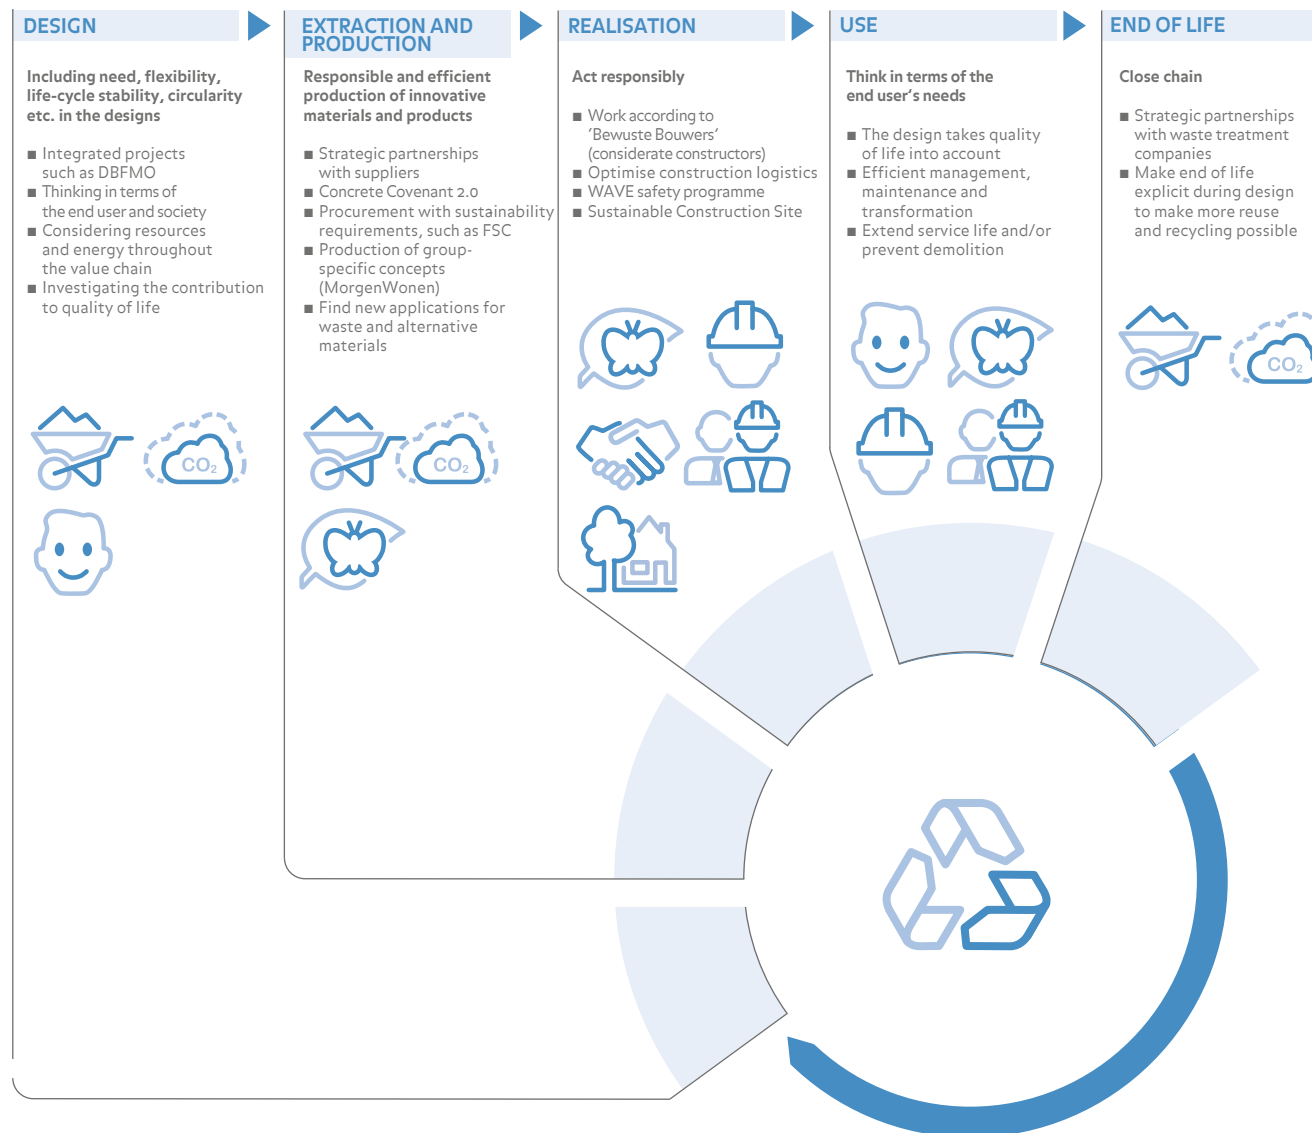 DESIGN
Including need, flexibility,
life-cycle stability, circularity
etc. in the designs
■ Integrated projects
such as DBFMO
■ Thinking in terms of
the end user and society
■ Considering resources
and energy throughout
the value chain
■ Investigating the contribution
to quality of life
CO₂
EXTRACTION AND
PRODUCTION
Responsible and efficient
production of innovative
materials and products
■ Strategic partnerships
with suppliers
■ Concrete Covenant 2.0
■ Procurement with sustainability
requirements, such as FSC
■ Production of group-
specific concepts
(MorgenWonen)
■ Find new applications for
waste and alternative
materials
CO₂
REALISATION
Act responsibly
■ Work according to
‘Bewuste Bouwers’
(considerate constructors)
■ Optimise construction logistics
■ WAVE safety programme
■ Sustainable Construction Site
USE
Think in terms of the
end user’s needs
■ The design takes quality
of life into account
■ Efficient management,
maintenance and
transformation
■ Extend service life and/or
prevent demolition
END OF LIFE
Close chain
■ Strategic partnerships
with waste treatment
companies
■ Make end of life
explicit during design
to make more reuse
and recycling possible
CO₂